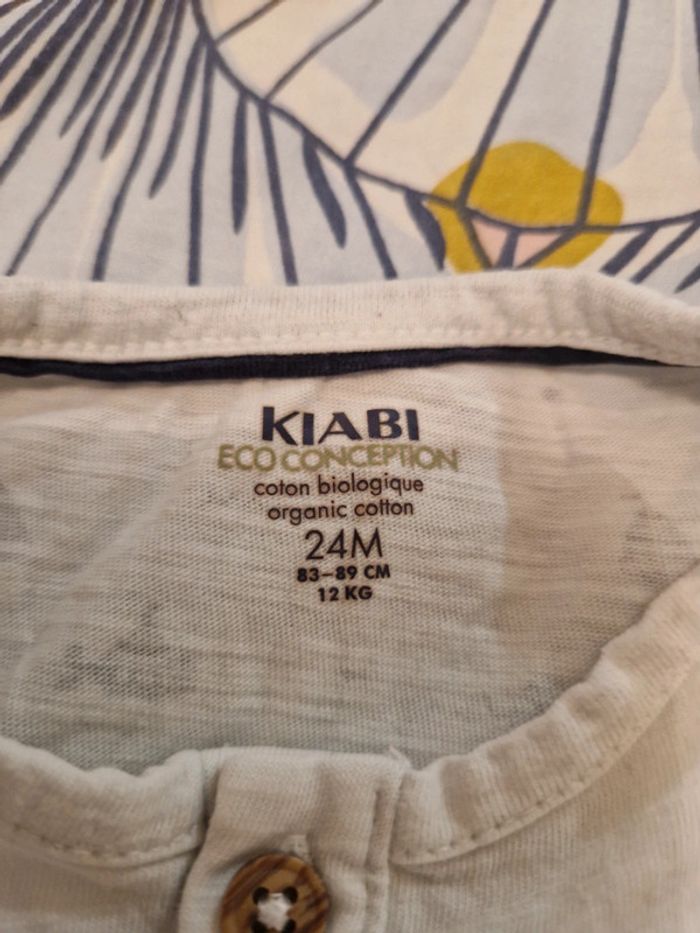 KIABI
ECO CONCEPTION
coton biologique
organic cotton
24M
83–89 CM
12 KG